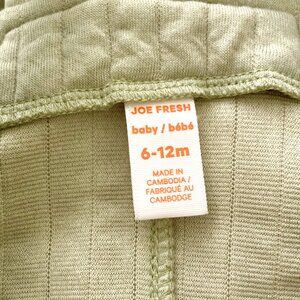 JOE FRESH
baby / bébé
6-12m
MADE IN
CAMBODIA /
FABRIQUÉ AU
CAMBODGE